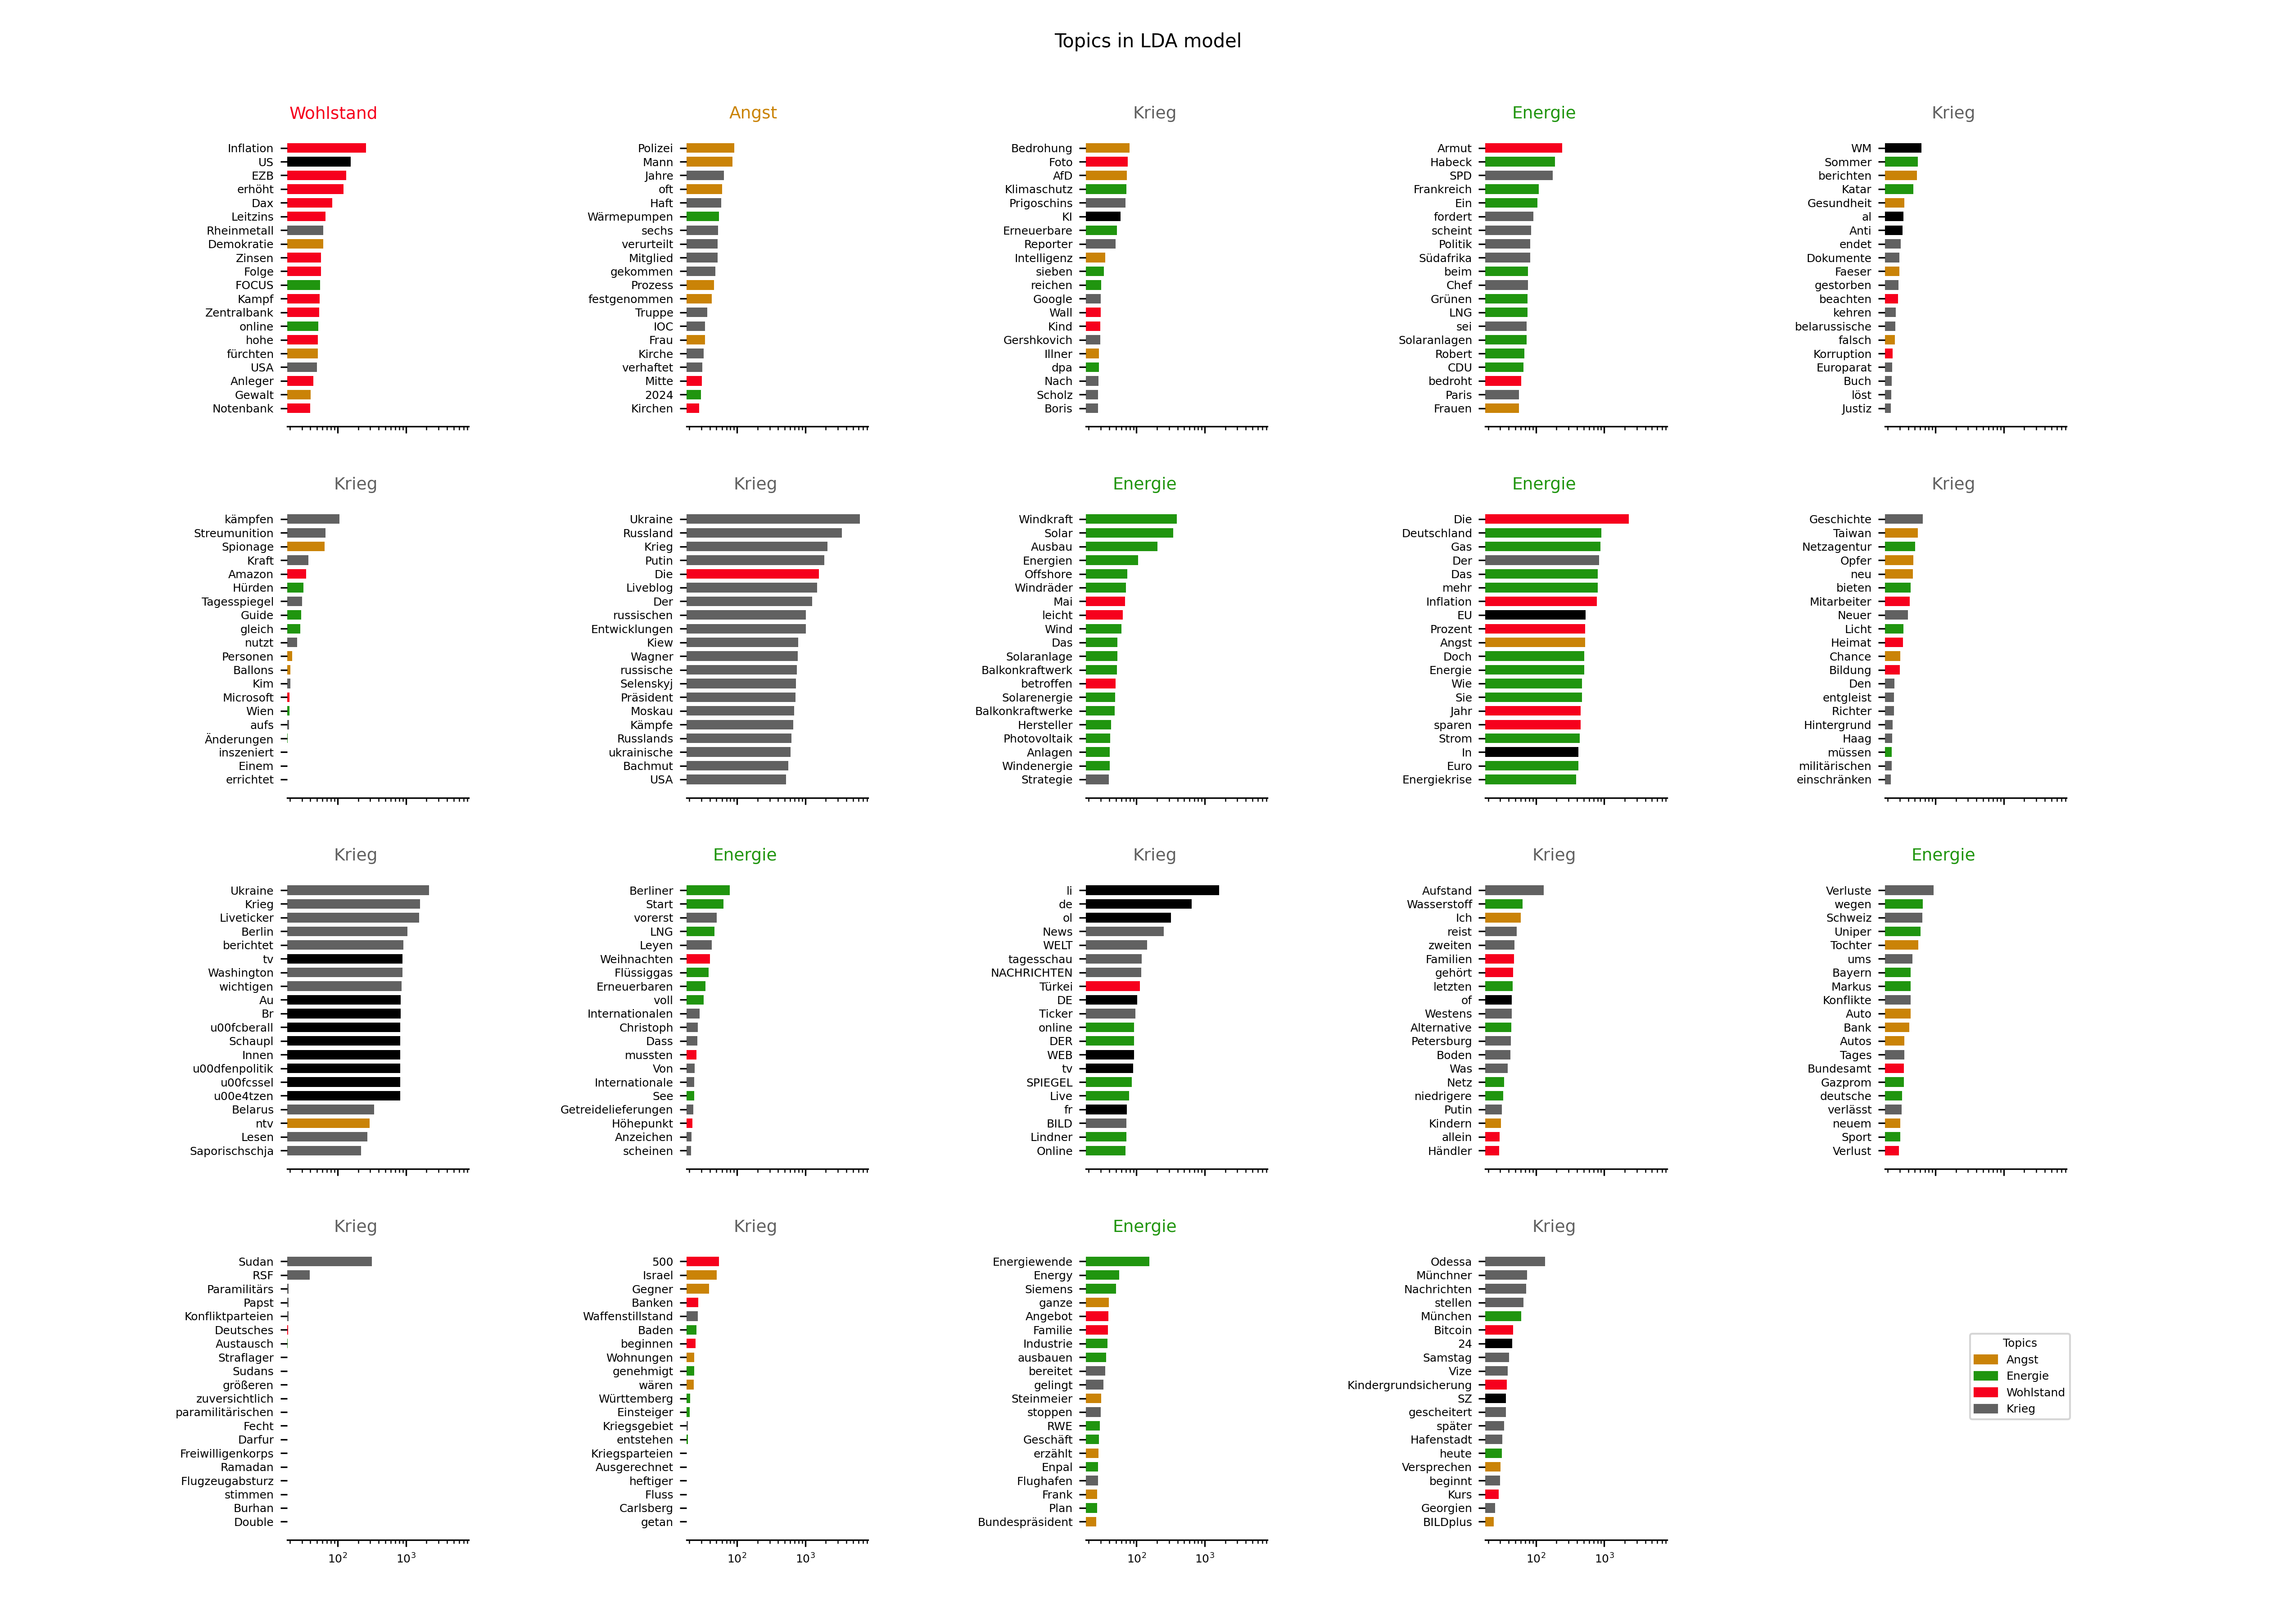 Topics in LDA model
Wohlstand
Inflation
US
EZB
erhöht
Dax
Leitzins
Rheinmetall
Demokratie
Zinsen
Folge
FOCUS
Kampf
Zentralbank
online
hohe
fürchten
USA
Anleger
Gewalt
Notenbank
Angst
Polizei
Mann
Jahre
oft
Haft
Wärmepumpen
sechs
verurteilt
Mitglied
gekommen
Prozess
festgenommen
Truppe
IOC
Frau
Kirche
verhaftet
Mitte
2024
Kirchen
Krieg
Bedrohung
Foto
AfD
Klimaschutz
Prigoschins
KI
Erneuerbare
Reporter
Intelligenz
sieben
reichen
Google
Wall
Kind
Gershkovich
Illner
dpa
Nach
Scholz
Boris
Energie
Armut
Habeck
SPD
Frankreich
Ein
fordert
scheint
Politik
Südafrika
beim
Chef
Grünen
LNG
sei
Solaranlagen
Robert
CDU
bedroht
Paris
Frauen
Krieg
WM
Sommer
berichten
Katar
Gesundheit
al
Anti
endet
Dokumente
Faeser
gestorben
beachten
kehren
belarussische
falsch
Korruption
Europarat
Buch
löst
Justiz
Krieg
kämpfen
Streumunition
Spionage
Kraft
Amazon
Hürden
Tagesspiegel
Guide
gleich
nutzt
Personen
Ballons
Kim
Microsoft
Wien
aufs
Änderungen
inszeniert
Einem
errichtet
Krieg
Ukraine
Russland
Krieg
Putin
Die
Liveblog
Der
russischen
Entwicklungen
Kiew
Wagner
russische
Selenskyj
Präsident
Moskau
Kämpfe
Russlands
ukrainische
Bachmut
USA
Energie
Windkraft
Solar
Ausbau
Energien
Offshore
Windräder
Mai
leicht
Wind
Das
Solaranlage
Balkonkraftwerk
betroffen
Solarenergie
Balkonkraftwerke
Hersteller
Photovoltaik
Anlagen
Windenergie
Strategie
Energie
Die
Deutschland
Gas
Der
Das
mehr
Inflation
EU
Prozent
Angst
Doch
Energie
Wie
Sie
Jahr
sparen
Strom
In
Euro
Energiekrise
Krieg
Geschichte
Taiwan
Netzagentur
Opfer
neu
bieten
Mitarbeiter
Neuer
Licht
Heimat
Chance
Bildung
Den
entgleist
Richter
Hintergrund
Haag
müssen
militärischen
einschränken
Krieg
Ukraine
Krieg
Liveticker
Berlin
berichtet
tv
Washington
wichtigen
Au
Br
u00fcberall
Schaupl
Innen
u00dfenpolitik
u00fcssel
u00e4tzen
Belarus
ntv
Lesen
Saporischschja
Energie
Berliner
Start
vorerst
LNG
Leyen
Weihnachten
Flüssiggas
Erneuerbaren
voll
Internationalen
Christoph
Dass
mussten
Von
Internationale
See
Getreidelieferungen
Höhepunkt
Anzeichen
scheinen
Krieg
li
de
ol
News
WELT
tagesschau
NACHRICHTEN
Türkei
DE
Ticker
online
DER
WEB
tv
SPIEGEL
Live
fr
BILD
Lindner
Online
Krieg
Aufstand
Wasserstoff
Ich
reist
zweiten
Familien
gehört
letzten
of
Westens
Alternative
Petersburg
Boden
Was
Netz
niedrigere
Putin
Kindern
allein
Händler
Energie
Verluste
wegen
Schweiz
Uniper
Tochter
ums
Bayern
Markus
Konflikte
Auto
Bank
Autos
Tages
Bundesamt
Gazprom
deutsche
verlässt
neuem
Sport
Verlust
Krieg
Sudan
RSF
Paramilitärs
Papst
Konfliktparteien
Deutsches
Austausch
Straflager
Sudans
größeren
zuversichtlich
paramilitärischen
Fecht
Darfur
Freiwilligenkorps
Ramadan
Flugzeugabsturz
stimmen
Burhan
Double
10² 10³
Krieg
500
Israel
Gegner
Banken
Waffenstillstand
Baden
beginnen
Wohnungen
genehmigt
wären
Württemberg
Einsteiger
Kriegsgebiet
entstehen
Kriegsparteien
Ausgerechnet
heftiger
Fluss
Carlsberg
getan
10² 10³
Energie
Energiewende
Energy
Siemens
ganze
Angebot
Familie
Industrie
ausbauen
bereitet
gelingt
Steinmeier
stoppen
RWE
Geschäft
erzählt
Enpal
Flughafen
Frank
Plan
Bundespräsident
10² 10³
Krieg
Odessa
Münchner
Nachrichten
stellen
München
Bitcoin
24
Samstag
Vize
Kindergrundsicherung
SZ
gescheitert
später
Hafenstadt
heute
Versprechen
beginnt
Kurs
Georgien
BILDplus
10² 10³
Topics
Angst
Energie
Wohlstand
Krieg